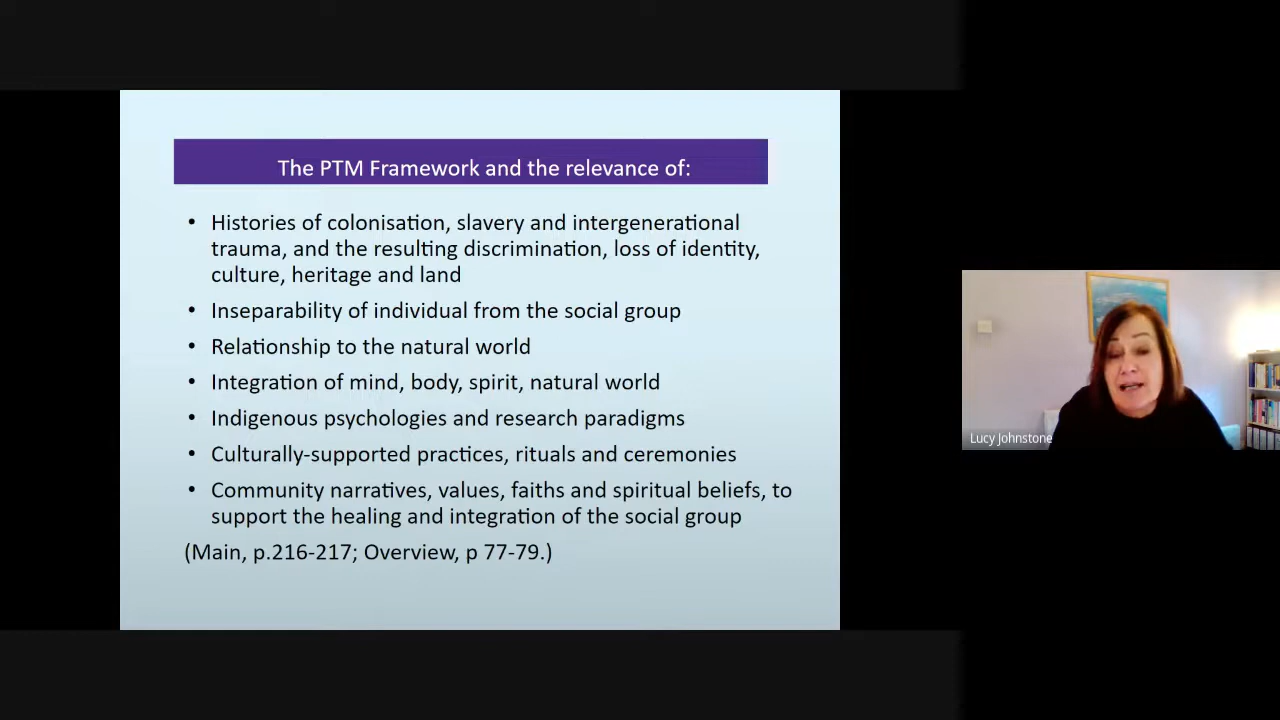 The PTM Framework and the relevance of:
• Histories of colonisation, slavery and intergenerational
trauma, and the resulting discrimination, loss of identity,
culture, heritage and land
• Inseparability of individual from the social group
• Relationship to the natural world
• Integration of mind, body, spirit, natural world
• Indigenous psychologies and research paradigms
• Culturally-supported practices, rituals and ceremonies
• Community narratives, values, faiths and spiritual beliefs, to
support the healing and integration of the social group
(Main, p.216-217; Overview, p 77-79.)
Lucy Johnstone